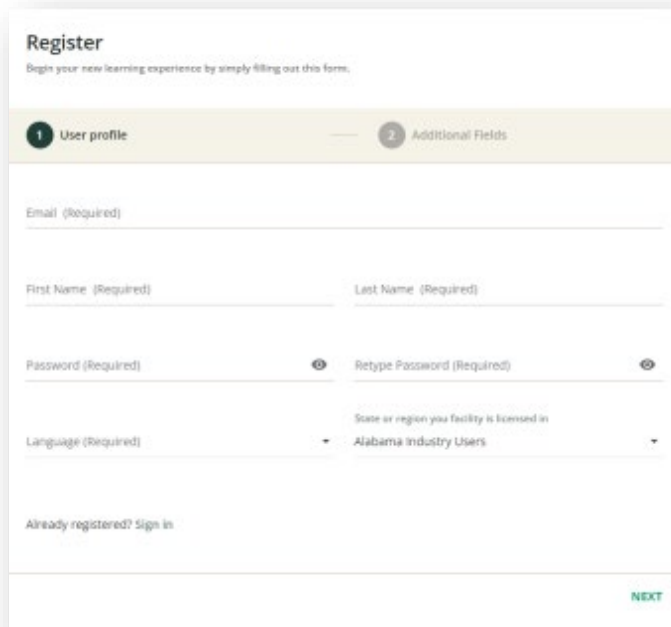 Register
Begin your new learning experience by simply filling out this form.
1 User profile
2 Additional Fields
Email (Required)
First Name (Required)
Last Name (Required)
Password (Required)
Retype Password (Required)
State or region you facility is licensed in
Language (Required)
Alabama Industry Users
Already registered? Sign in
NEXT